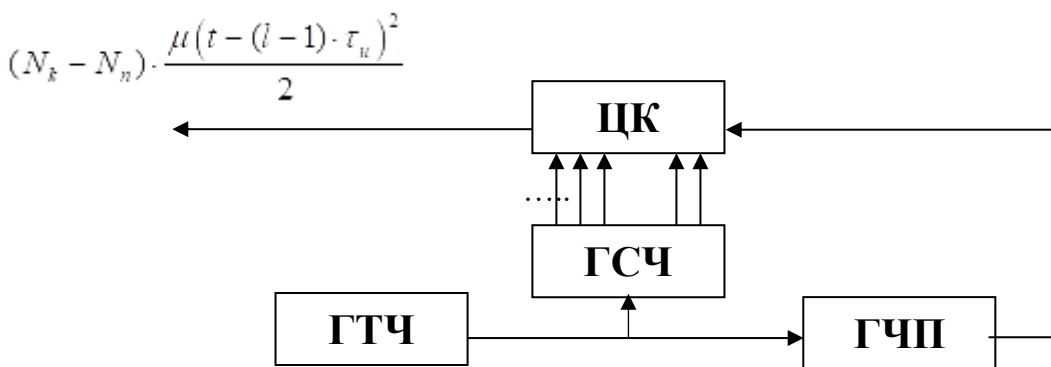 (N_k − N_n) · μ(t − (l − 1) · τ_u)² / 2
ЦК
.....
ГСЧ
ГТЧ
ГЧП